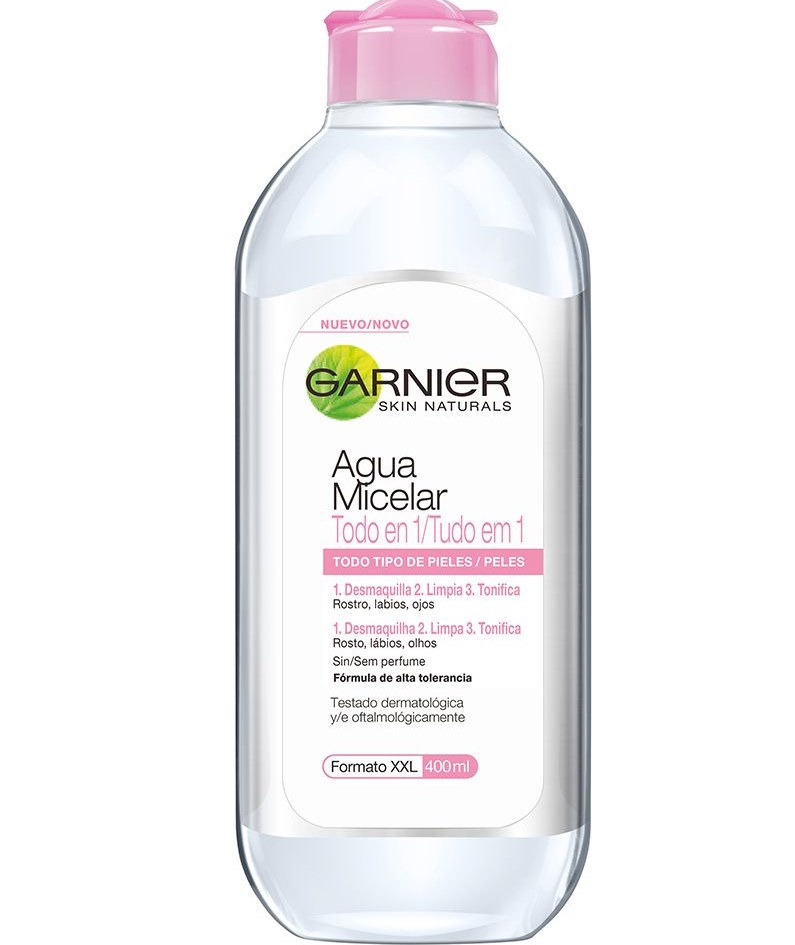 NUEVO/NOVO
GARNIER
SKIN NATURALS
Agua
Micelar
Todo en 1/Tudo em 1
TODO TIPO DE PIELES / PELES
1. Desmaquilla 2. Limpia 3. Tonifica
Rostro, labios, ojos
1. Desmaquilha 2. Limpa 3. Tonifica
Rosto, lábios, olhos
Sin/Sem perfume
Fórmula de alta tolerancia
Testado dermatológica
y/e oftalmológicamente
Formato XXL 400ml